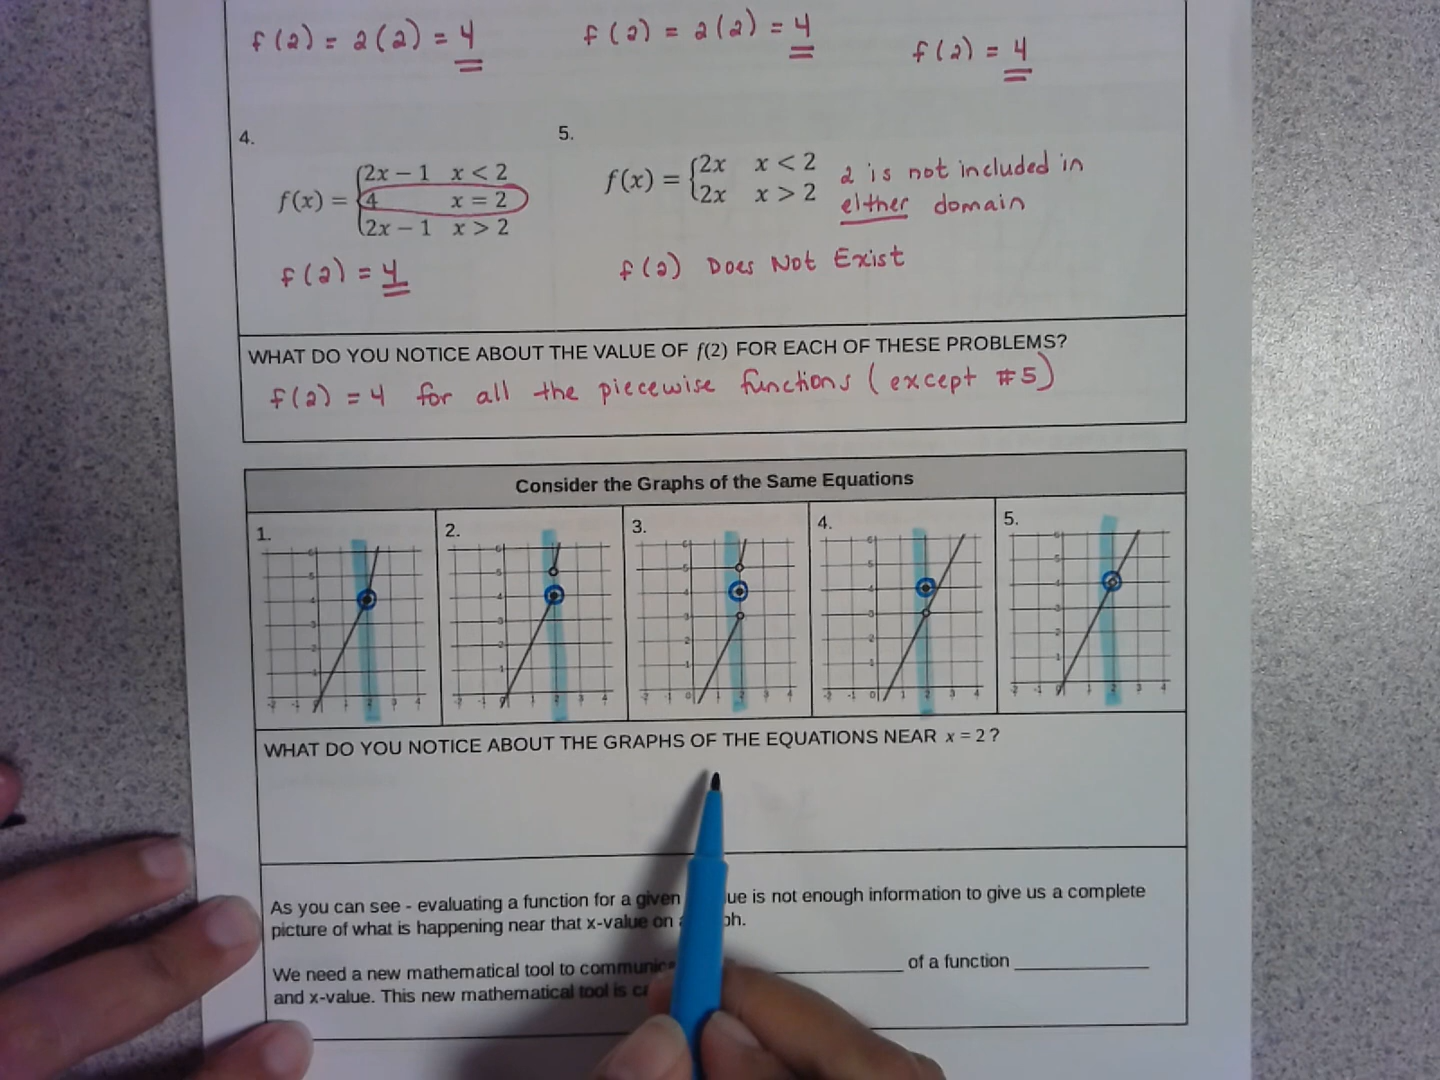 f(2) = 2(2) = 4
f(2) = 2(2) = 4
f(2) = 4
4.
f(x) = {2x − 1 x < 2
4 x = 2
2x − 1 x > 2
f(2) = 4
5.
f(x) = {2x x < 2
2x x > 2
2 is not included in
either domain
f(2) Does Not Exist
WHAT DO YOU NOTICE ABOUT THE VALUE OF f(2) FOR EACH OF THESE PROBLEMS?
f(2) = 4 for all the piecewise functions (except #5)
Consider the Graphs of the Same Equations
1.
2.
3.
4.
5.
WHAT DO YOU NOTICE ABOUT THE GRAPHS OF THE EQUATIONS NEAR x = 2 ?
As you can see - evaluating a function for a given ue is not enough information to give us a complete
picture of what is happening near that x-value on a ph.
We need a new mathematical tool to communic ____________ of a function ____________
and x-value. This new mathematical tool is c